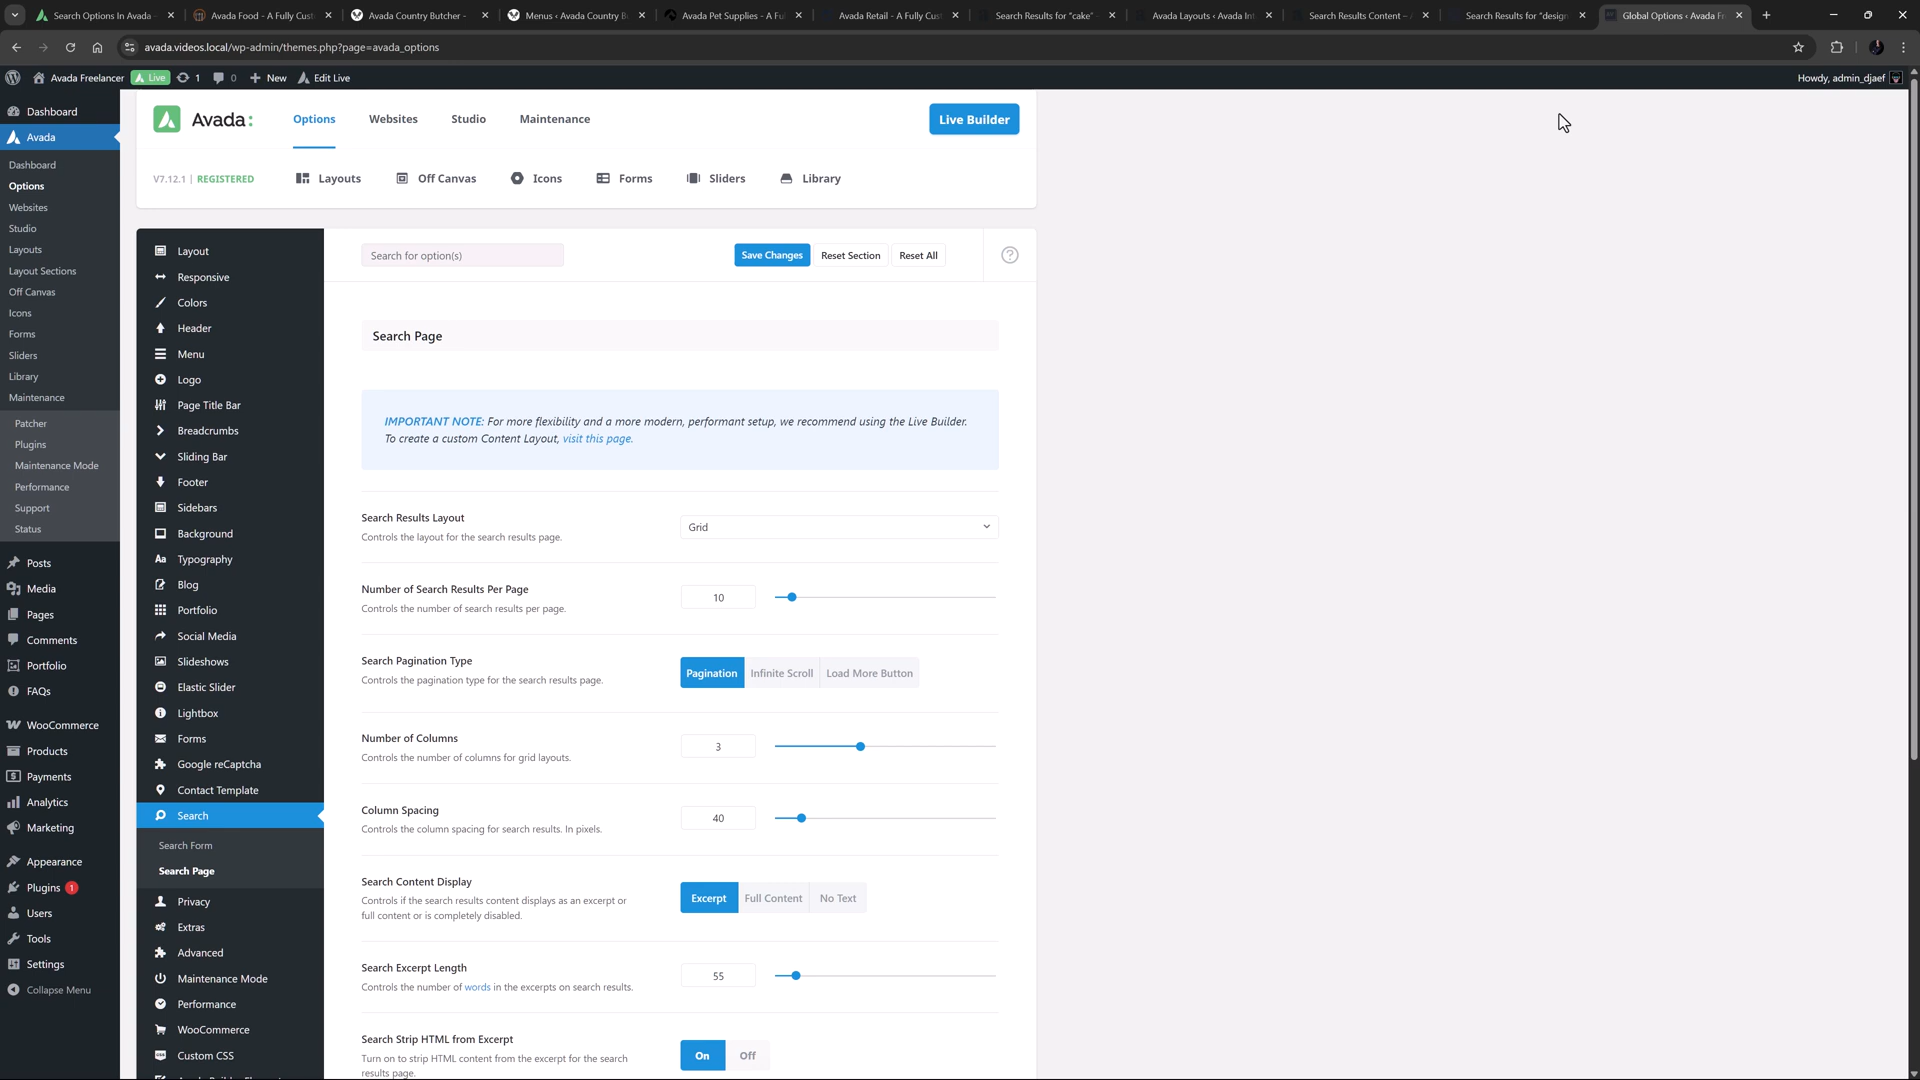 Search Options In Avada -
Avada Food - A Fully Cust
Avada Country Butcher -
Menus ‹ Avada Country B
Avada Pet Supplies - A Fu
Avada Retail - A Fully Cus
Search Results for "cake"
Avada Layouts ‹ Avada Int
Search Results Content –
Search Results for "design
Global Options ‹ Avada Fr
avada.videos.local/wp-admin/themes.php?page=avada_options
Avada Freelancer
Live
1
0
New
Edit Live
Howdy, admin_djaef
Dashboard
Avada
Dashboard
Options
Websites
Studio
Layouts
Layout Sections
Off Canvas
Icons
Forms
Sliders
Library
Maintenance
Patcher
Plugins
Maintenance Mode
Performance
Support
Status
Posts
Media
Pages
Comments
Portfolio
FAQs
WooCommerce
Products
Payments
Analytics
Marketing
Appearance
Plugins 1
Users
Tools
Settings
Collapse Menu
Avada:
Options
Websites
Studio
Maintenance
Live Builder
V7.12.1 | REGISTERED
Layouts
Off Canvas
Icons
Forms
Sliders
Library
Layout
Responsive
Colors
Header
Menu
Logo
Page Title Bar
Breadcrumbs
Sliding Bar
Footer
Sidebars
Background
Typography
Blog
Portfolio
Social Media
Slideshows
Elastic Slider
Lightbox
Forms
Google reCaptcha
Contact Template
Search
Search Form
Search Page
Privacy
Extras
Advanced
Maintenance Mode
Performance
WooCommerce
Custom CSS
Search for option(s)
Save Changes
Reset Section
Reset All
Search Page
IMPORTANT NOTE: For more flexibility and a more modern, performant setup, we recommend using the Live Builder.
To create a custom Content Layout, visit this page.
Search Results Layout
Controls the layout for the search results page.
Grid
Number of Search Results Per Page
Controls the number of search results per page.
10
Search Pagination Type
Controls the pagination type for the search results page.
Pagination
Infinite Scroll
Load More Button
Number of Columns
Controls the number of columns for grid layouts.
3
Column Spacing
Controls the column spacing for search results. In pixels.
40
Search Content Display
Controls if the search results content displays as an excerpt or
full content or is completely disabled.
Excerpt
Full Content
No Text
Search Excerpt Length
Controls the number of words in the excerpts on search results.
55
Search Strip HTML from Excerpt
Turn on to strip HTML content from the excerpt for the search
results page.
On
Off